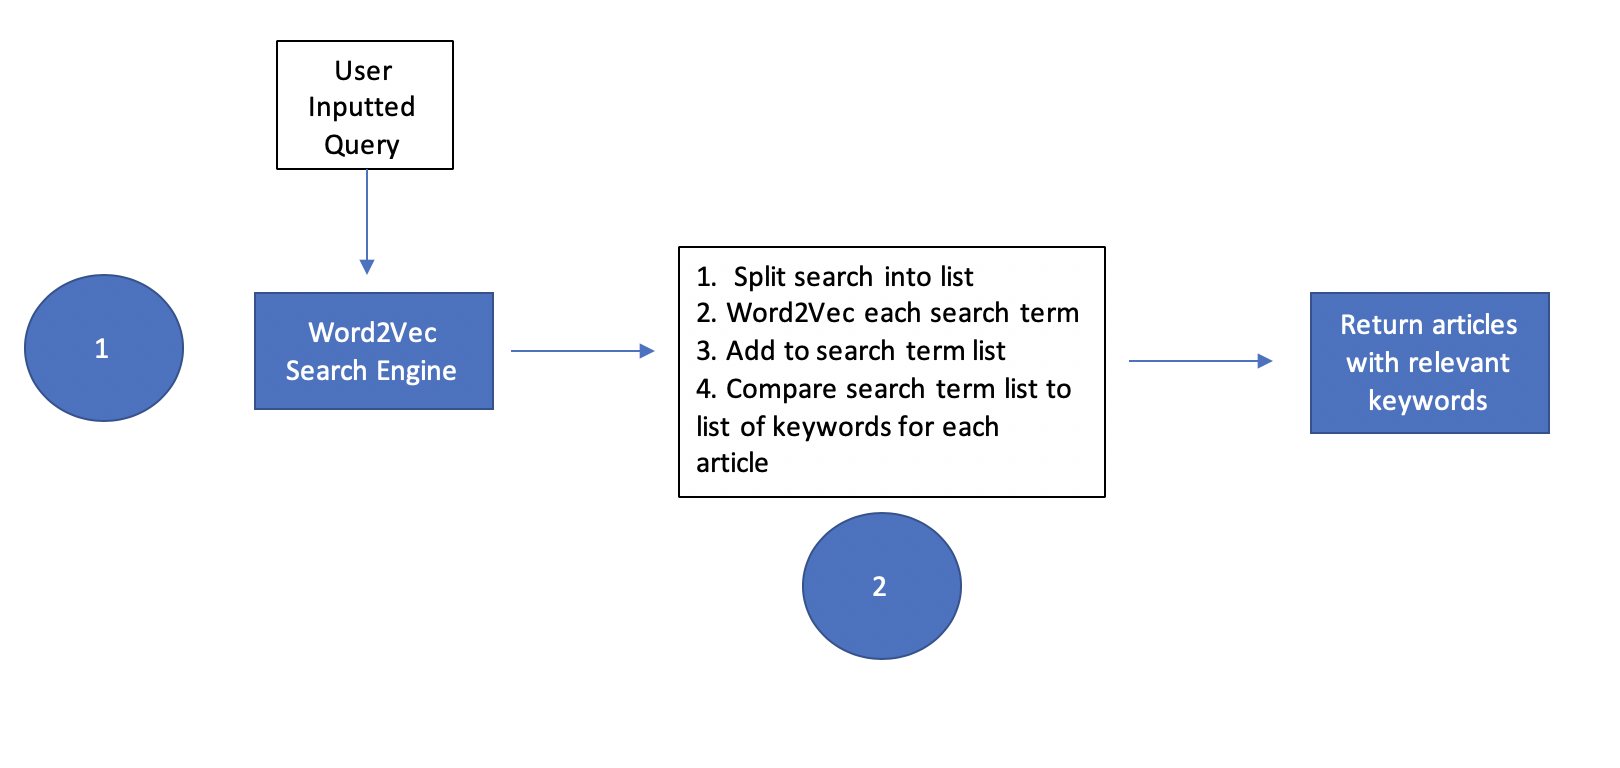 User
Inputted
Query
1
Word2Vec
Search Engine
1. Split search into list
2. Word2Vec each search term
3. Add to search term list
4. Compare search term list to
list of keywords for each
article
2
Return articles
with relevant
keywords